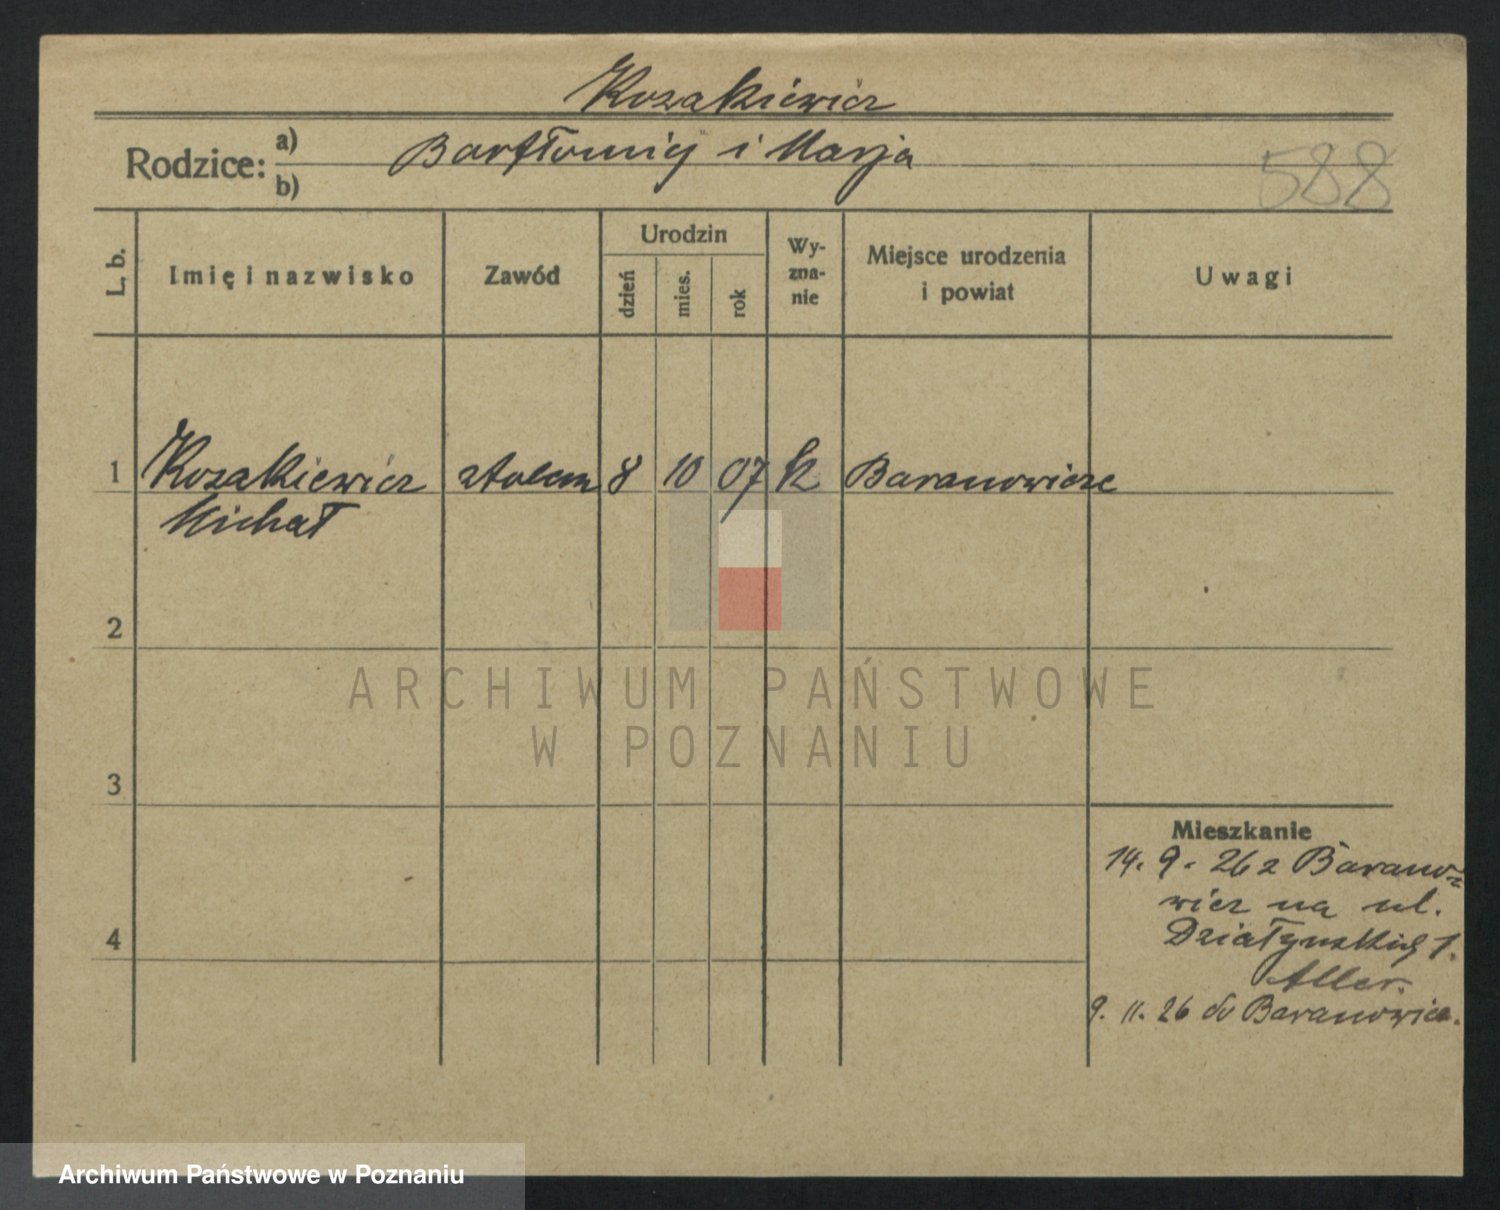 Kozakiewicz
Rodzice: a) Bartłomiej i Marja
b)
588
L. b.
Imię i nazwisko
Zawód
Urodzin
dzień
mies.
rok
Wy-
zna-
nie
Miejsce urodzenia
i powiat
Uwagi
1 Kozakiewicz stolarz 8 10 07 k Baranowicze
Michał
2
ARCHIWUM PAŃSTWOWE
W POZNANIU
3
4
Mieszkanie
14. 9. 26 z Barano-
wicz na ul.
Działyńskich 1.
Aller.
9. 11. 26 do Baranowicz.
Archiwum Państwowe w Poznaniu